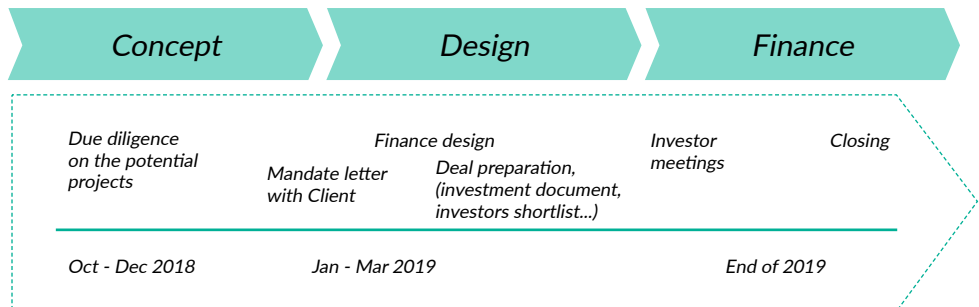 Concept
Design
Finance
Due diligence
on the potential
projects
Mandate letter
with Client
Finance design
Deal preparation,
(investment document,
investors shortlist...)
Investor
meetings
Closing
Oct - Dec 2018
Jan - Mar 2019
End of 2019